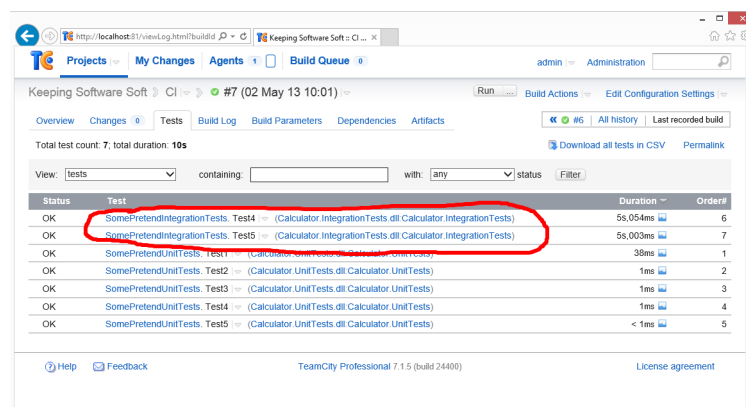 http://localhost:81/viewLog.html?buildId
Keeping Software Soft :: CI ... ×
Projects My Changes Agents 1 Build Queue 0 admin Administration
Keeping Software Soft CI #7 (02 May 13 10:01) Run ... Build Actions Edit Configuration Settings
Overview Changes 0 Tests Build Log Build Parameters Dependencies Artifacts « #6 All history Last recorded build
Total test count: 7; total duration: 10s Download all tests in CSV Permalink
View: tests containing: with: any status Filter
Status Test Duration Order#
OK SomePretendIntegrationTests. Test4 (Calculator.IntegrationTests.dll:Calculator.IntegrationTests) 5s,054ms 6
OK SomePretendIntegrationTests. Test5 (Calculator.IntegrationTests.dll:Calculator.IntegrationTests) 5s,003ms 7
OK SomePretendUnitTests. Test1 (Calculator.UnitTests.dll:Calculator.UnitTests) 38ms 1
OK SomePretendUnitTests. Test2 (Calculator.UnitTests.dll:Calculator.UnitTests) 1ms 2
OK SomePretendUnitTests. Test3 (Calculator.UnitTests.dll:Calculator.UnitTests) 1ms 3
OK SomePretendUnitTests. Test4 (Calculator.UnitTests.dll:Calculator.UnitTests) 1ms 4
OK SomePretendUnitTests. Test5 (Calculator.UnitTests.dll:Calculator.UnitTests) < 1ms 5
Help Feedback TeamCity Professional 7.1.5 (build 24400) License agreement